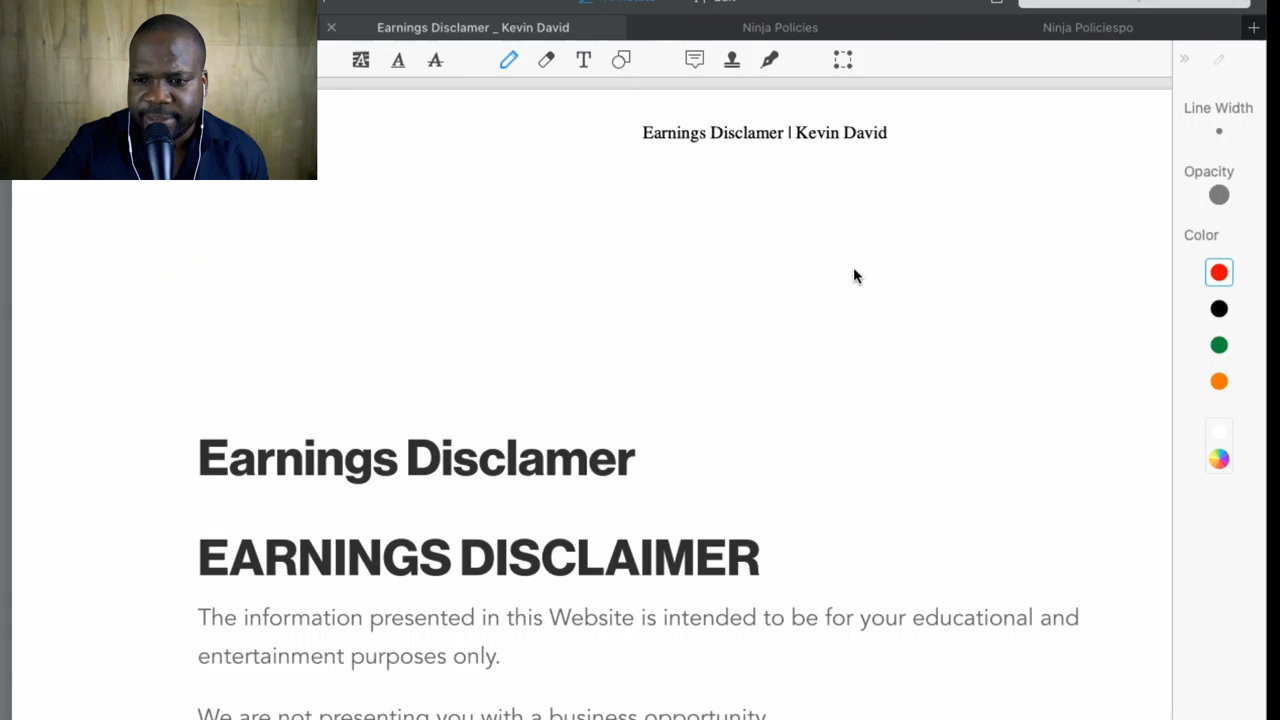 Earnings Disclamer _ Kevin David
Ninja Policies
Ninja Policiespo
Line Width
Opacity
Color
Earnings Disclamer | Kevin David
Earnings Disclamer
EARNINGS DISCLAIMER
The information presented in this Website is intended to be for your educational and
entertainment purposes only.
We are not presenting you with a business opportunity.